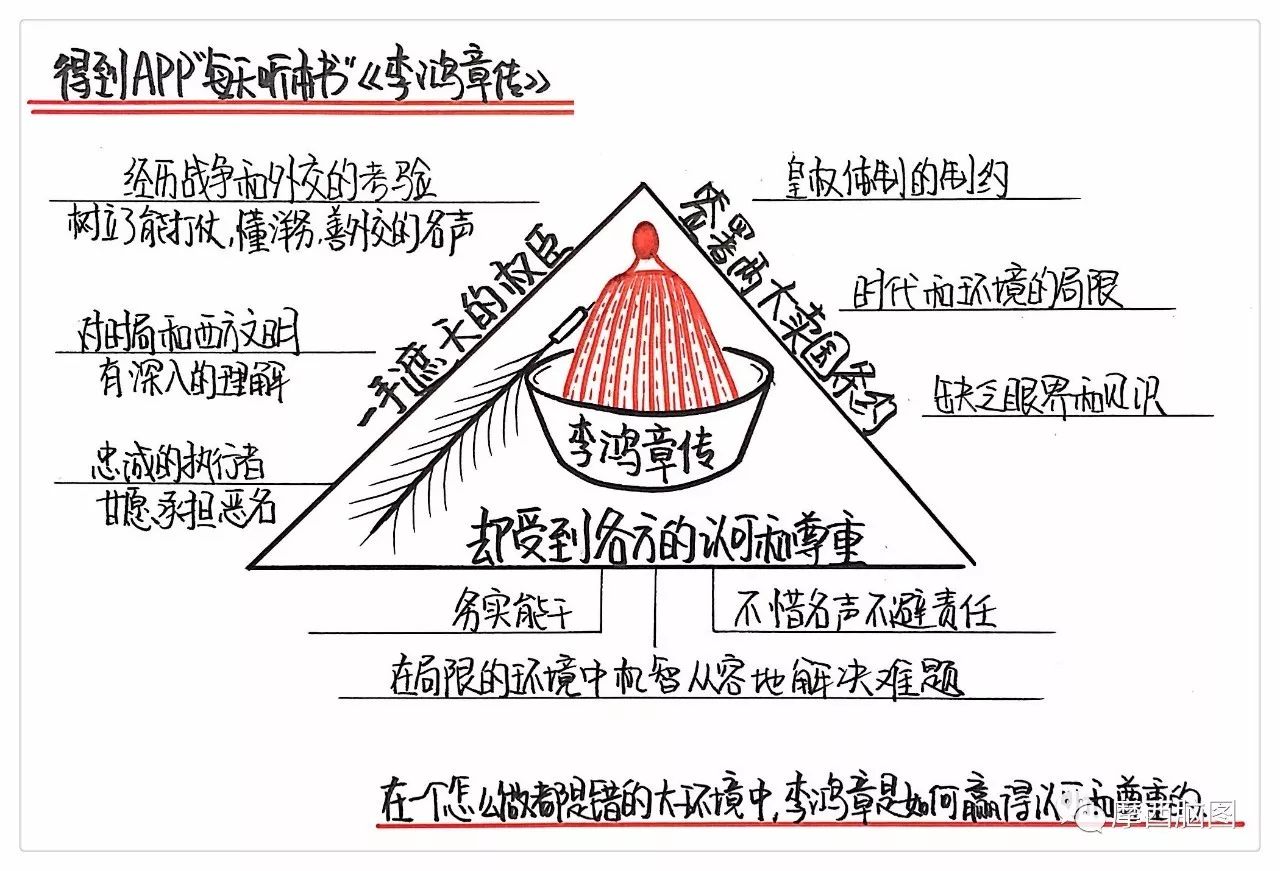 得到APP"每天听本书"《李鸿章传》
经历战争和外交的考验
树立了能打仗,懂洋务,善外交的名声
对时局和西方文明
有深入的理解
忠诚的执行者
甘愿承担恶名
一手遮天的权臣
签署两大卖国条约
皇权体制的制约
时代和环境的局限
缺乏眼界和见识
李鸿章传
却受到各方的认可和尊重
务实能干
不惜名声不避责任
在局限的环境中机智从容地解决难题
在一个怎么做都是错的大环境中,李鸿章是如何赢得认可和尊重的
摩西脑图